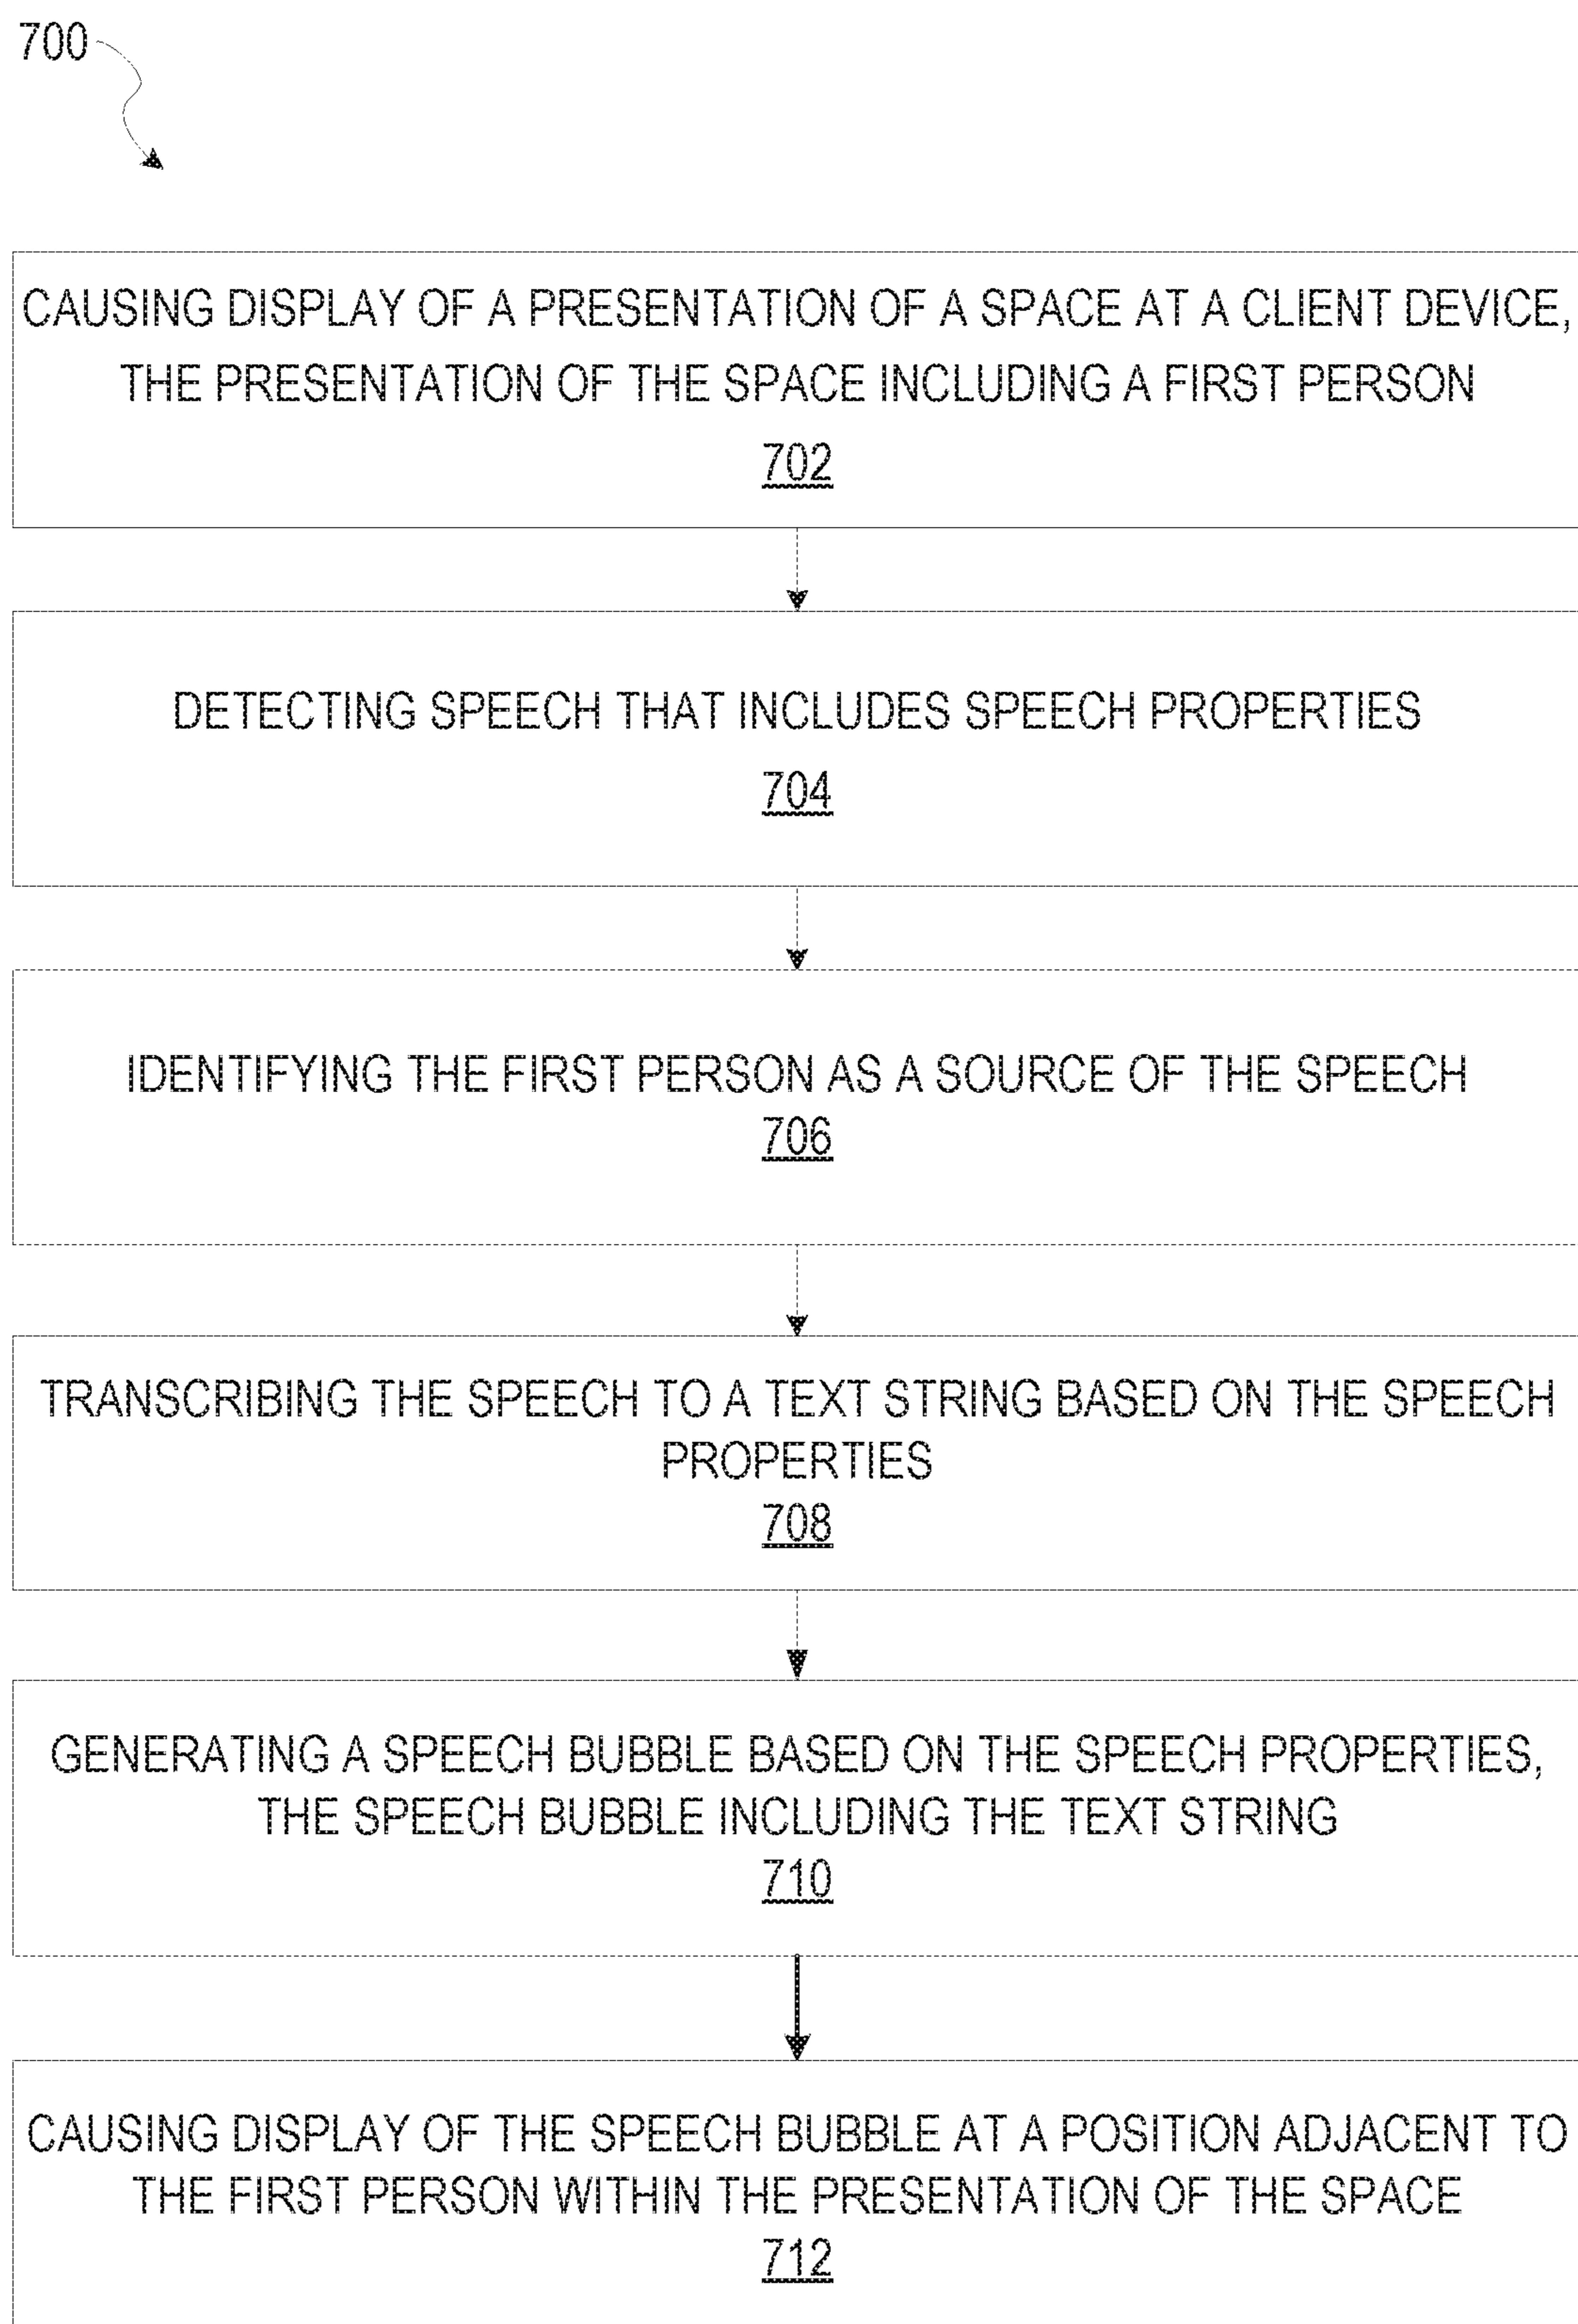 700
CAUSING DISPLAY OF A PRESENTATION OF A SPACE AT A CLIENT DEVICE,
THE PRESENTATION OF THE SPACE INCLUDING A FIRST PERSON
702
DETECTING SPEECH THAT INCLUDES SPEECH PROPERTIES
704
IDENTIFYING THE FIRST PERSON AS A SOURCE OF THE SPEECH
706
TRANSCRIBING THE SPEECH TO A TEXT STRING BASED ON THE SPEECH
PROPERTIES
708
GENERATING A SPEECH BUBBLE BASED ON THE SPEECH PROPERTIES,
THE SPEECH BUBBLE INCLUDING THE TEXT STRING
710
CAUSING DISPLAY OF THE SPEECH BUBBLE AT A POSITION ADJACENT TO
THE FIRST PERSON WITHIN THE PRESENTATION OF THE SPACE
712